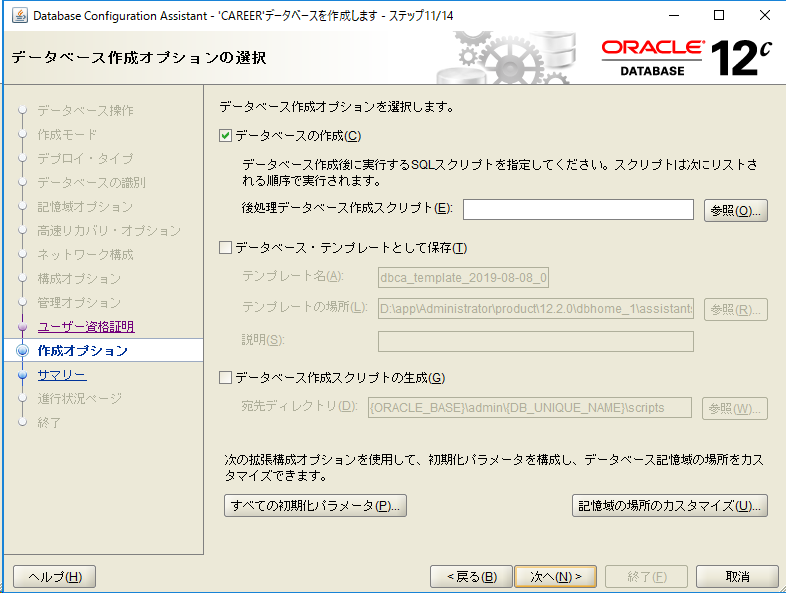 Database Configuration Assistant - 'CAREER'データベースを作成します - ステップ11/14
データベース作成オプションの選択
ORACLE
DATABASE
12c
データベース操作
作成モード
デプロイ・タイプ
データベースの識別
記憶域オプション
高速リカバリ・オプション
ネットワーク構成
構成オプション
管理オプション
ユーザー資格証明
作成オプション
サマリー
進行状況ページ
終了
データベース作成オプションを選択します。
データベースの作成(C)
データベース作成後に実行するSQLスクリプトを指定してください。スクリプトは次にリストさ
れる順序で実行されます。
後処理データベース作成スクリプト(E):
参照(O)...
データベース・テンプレートとして保存(T)
テンプレート名(A):
dbca_template_2019-08-08_0
テンプレートの場所(L):
D:\app\Administrator\product\12.2.0\dbhome_1\assistant:
参照(R)...
説明(S):
データベース作成スクリプトの生成(G)
宛先ディレクトリ(D):
{ORACLE_BASE}\admin\{DB_UNIQUE_NAME}\scripts
参照(W)...
次の拡張構成オプションを使用して、初期化パラメータを構成し、データベース記憶域の場所をカス
タマイズできます。
すべての初期化パラメータ(P)...
記憶域の場所のカスタマイズ(U)...
ヘルプ(H)
< 戻る(B)
次へ(N) >
終了(F)
取消